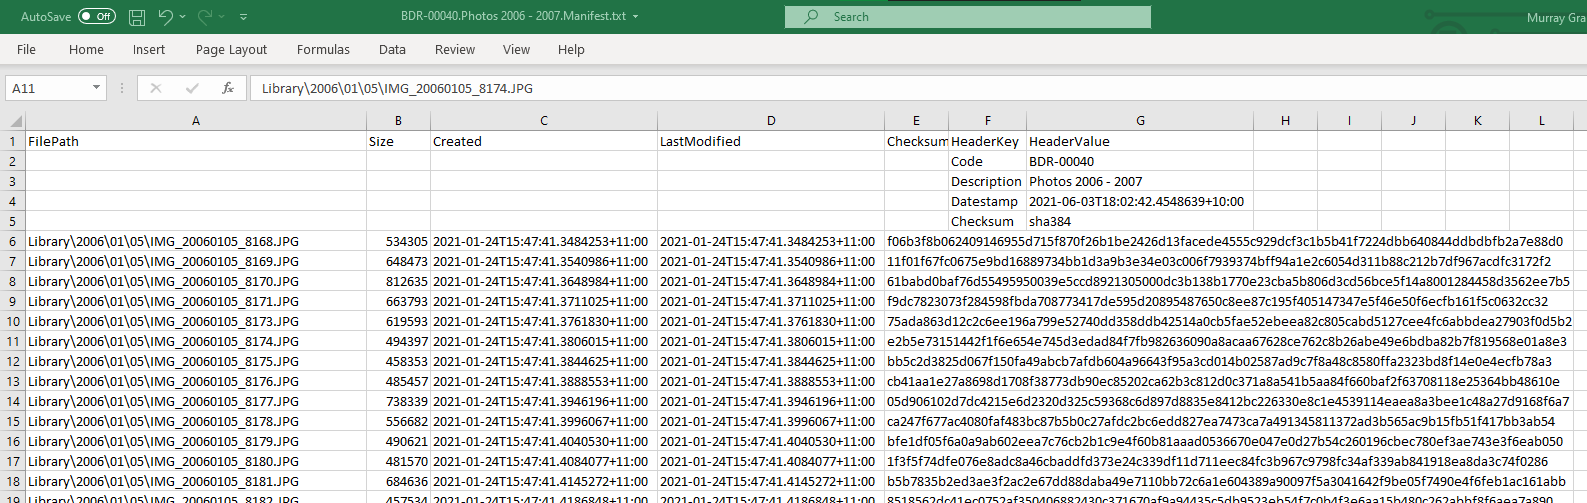 AutoSave Off BDR-00040.Photos 2006 - 2007.Manifest.txt Search Murray Gra
File Home Insert Page Layout Formulas Data Review View Help
A11 fx Library\2006\01\05\IMG_20060105_8174.JPG
A B C D E F G H I J K L
1 FilePath Size Created LastModified Checksum HeaderKey HeaderValue
2 Code BDR-00040
3 Description Photos 2006 - 2007
4 Datestamp 2021-06-03T18:02:42.4548639+10:00
5 Checksum sha384
6 Library\2006\01\05\IMG_20060105_8168.JPG 534305 2021-01-24T15:47:41.3484253+11:00 2021-01-24T15:47:41.3484253+11:00 f06b3f8b062409146955d715f870f26b1be2426d13facede4555c929dcf3c1b5b41f7224dbb640844ddbdbfb2a7e88d0
7 Library\2006\01\05\IMG_20060105_8169.JPG 648473 2021-01-24T15:47:41.3540986+11:00 2021-01-24T15:47:41.3540986+11:00 11f01f67fc0675e9bd16889734bb1d3a9b3e34e03c006f7939374bff94a1e2c6054d311b88c212b7df967acdfc3172f2
8 Library\2006\01\05\IMG_20060105_8170.JPG 812635 2021-01-24T15:47:41.3648984+11:00 2021-01-24T15:47:41.3648984+11:00 61babd0baf76d55495950039e5ccd8921305000dc3b138b1770e23cba5b806d3cd56bce5f14a8001284458d3562ee7b5
9 Library\2006\01\05\IMG_20060105_8171.JPG 663793 2021-01-24T15:47:41.3711025+11:00 2021-01-24T15:47:41.3711025+11:00 f9dc7823073f284598fbda708773417de595d20895487650c8ee87c195f405147347e5f46e50f6ecfb161f5c0632cc32
10 Library\2006\01\05\IMG_20060105_8173.JPG 619593 2021-01-24T15:47:41.3761830+11:00 2021-01-24T15:47:41.3761830+11:00 75ada863d12c2c6ee196a799e52740dd358ddb42514a0cb5fae52ebeea82c805cabd5127cee4fc6abbdea27903f0d5b2
11 Library\2006\01\05\IMG_20060105_8174.JPG 494397 2021-01-24T15:47:41.3806015+11:00 2021-01-24T15:47:41.3806015+11:00 e2b5e73151442f1f6e654e745d3edad84f7fb982636090a8acaa67628ce762c8b26abe49e6bdba82b7f819568e01a8e3
12 Library\2006\01\05\IMG_20060105_8175.JPG 458353 2021-01-24T15:47:41.3844625+11:00 2021-01-24T15:47:41.3844625+11:00 bb5c2d3825d067f150fa49abcb7afdb604a96643f95a3cd014b02587ad9c7f8a48c8580ffa2323bd8f14e0e4ecfb78a3
13 Library\2006\01\05\IMG_20060105_8176.JPG 485457 2021-01-24T15:47:41.3888553+11:00 2021-01-24T15:47:41.3888553+11:00 cb41aa1e27a8698d1708f38773db90ec85202ca62b3c812d0c371a8a541b5aa84f660baf2f63708118e25364bb48610e
14 Library\2006\01\05\IMG_20060105_8177.JPG 738339 2021-01-24T15:47:41.3946196+11:00 2021-01-24T15:47:41.3946196+11:00 05d906102d7dc4215e6d2320d325c59368c6d897d8835e8412bc226330e8c1e4539114eaea8a3bee1c48a27d9168f6a7
15 Library\2006\01\05\IMG_20060105_8178.JPG 556682 2021-01-24T15:47:41.3996067+11:00 2021-01-24T15:47:41.3996067+11:00 ca247f677ac4080faf483bc87b5b0c27afdc2bc6edd827ea7473ca7a491345811372ad3b565ac9b15fb51f417bb3ab54
16 Library\2006\01\05\IMG_20060105_8179.JPG 490621 2021-01-24T15:47:41.4040530+11:00 2021-01-24T15:47:41.4040530+11:00 bfe1df05f6a0a9ab602eea7c76cb2b1c9e4f60b81aaad0536670e047e0d27b54c260196cbec780ef3ae743e3f6eab050
17 Library\2006\01\05\IMG_20060105_8180.JPG 481570 2021-01-24T15:47:41.4084077+11:00 2021-01-24T15:47:41.4084077+11:00 1f3f5f74dfe076e8adc8a46cbaddfd373e24c339df11d711eec84fc3b967c9798fc34af339ab841918ea8da3c74f0286
18 Library\2006\01\05\IMG_20060105_8181.JPG 684636 2021-01-24T15:47:41.4145272+11:00 2021-01-24T15:47:41.4145272+11:00 b5b7835b2ed3ae3f2ac2e67dd88daba49e7110bb72c6a1e604389a90097f5a3041642f9be05f7490e4f6feb1ac161abb
19 Library\2006\01\05\IMG_20060105_8182.JPG 457534 2021-01-24T15:47:41.4186848+11:00 2021-01-24T15:47:41.4186848+11:00